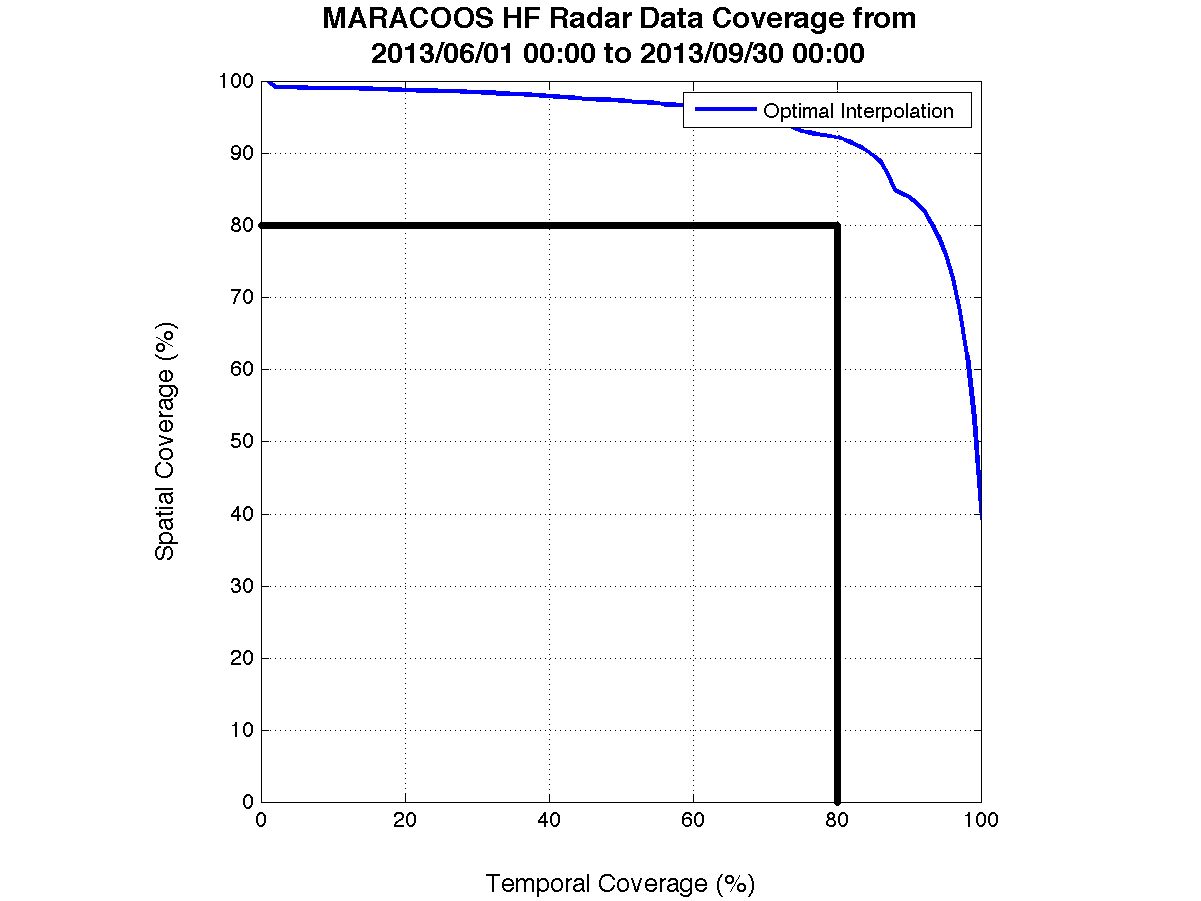 MARACOOS HF Radar Data Coverage from
2013/06/01 00:00 to 2013/09/30 00:00
Optimal Interpolation
Spatial Coverage (%)
100
90
80
70
60
50
40
30
20
10
0
0 20 40 60 80 100
Temporal Coverage (%)